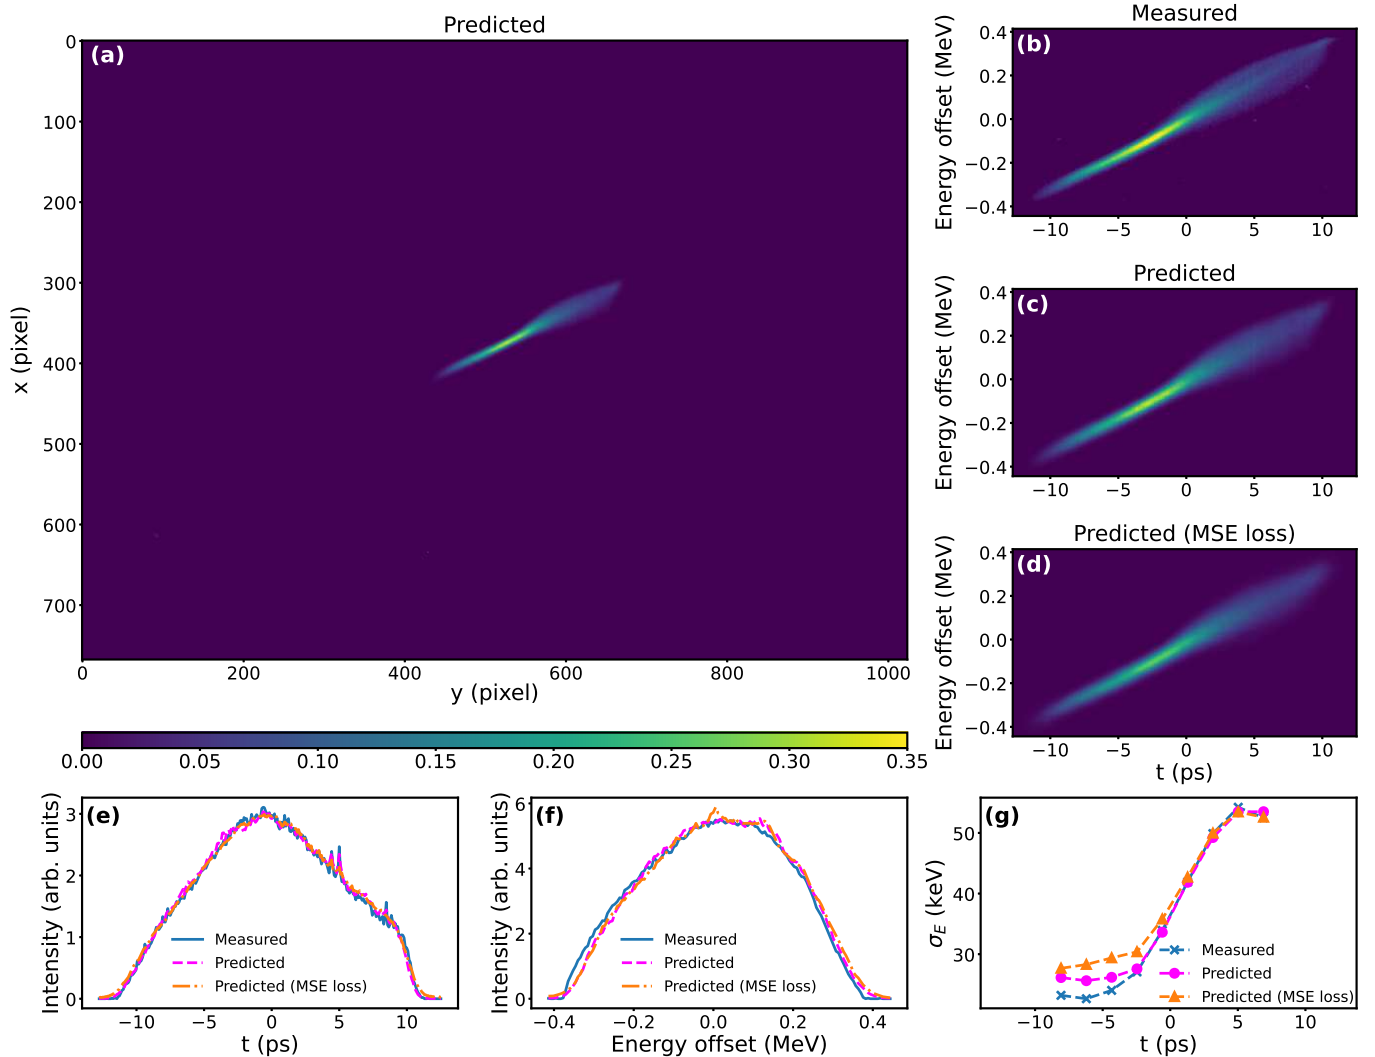 Predicted
(a)
0
100
200
300
400
500
600
700
x (pixel)
0 200 400 600 800 1000
y (pixel)
0.00 0.05 0.10 0.15 0.20 0.25 0.30 0.35
Measured
(b)
0.4
0.2
0.0
−0.2
−0.4
Energy offset (MeV)
−10 −5 0 5 10
Predicted
(c)
0.4
0.2
0.0
−0.2
−0.4
Energy offset (MeV)
−10 −5 0 5 10
Predicted (MSE loss)
(d)
0.4
0.2
0.0
−0.2
−0.4
Energy offset (MeV)
−10 −5 0 5 10
t (ps)
(e)
3
2
1
0
Intensity (arb. units)
Measured
Predicted
Predicted (MSE loss)
−10 −5 0 5 10
t (ps)
(f)
6
4
2
0
Intensity (arb. units)
Measured
Predicted
Predicted (MSE loss)
−0.4 −0.2 0.0 0.2 0.4
Energy offset (MeV)
(g)
50
40
30
σE (keV)
Measured
Predicted
Predicted (MSE loss)
−10 −5 0 5 10
t (ps)